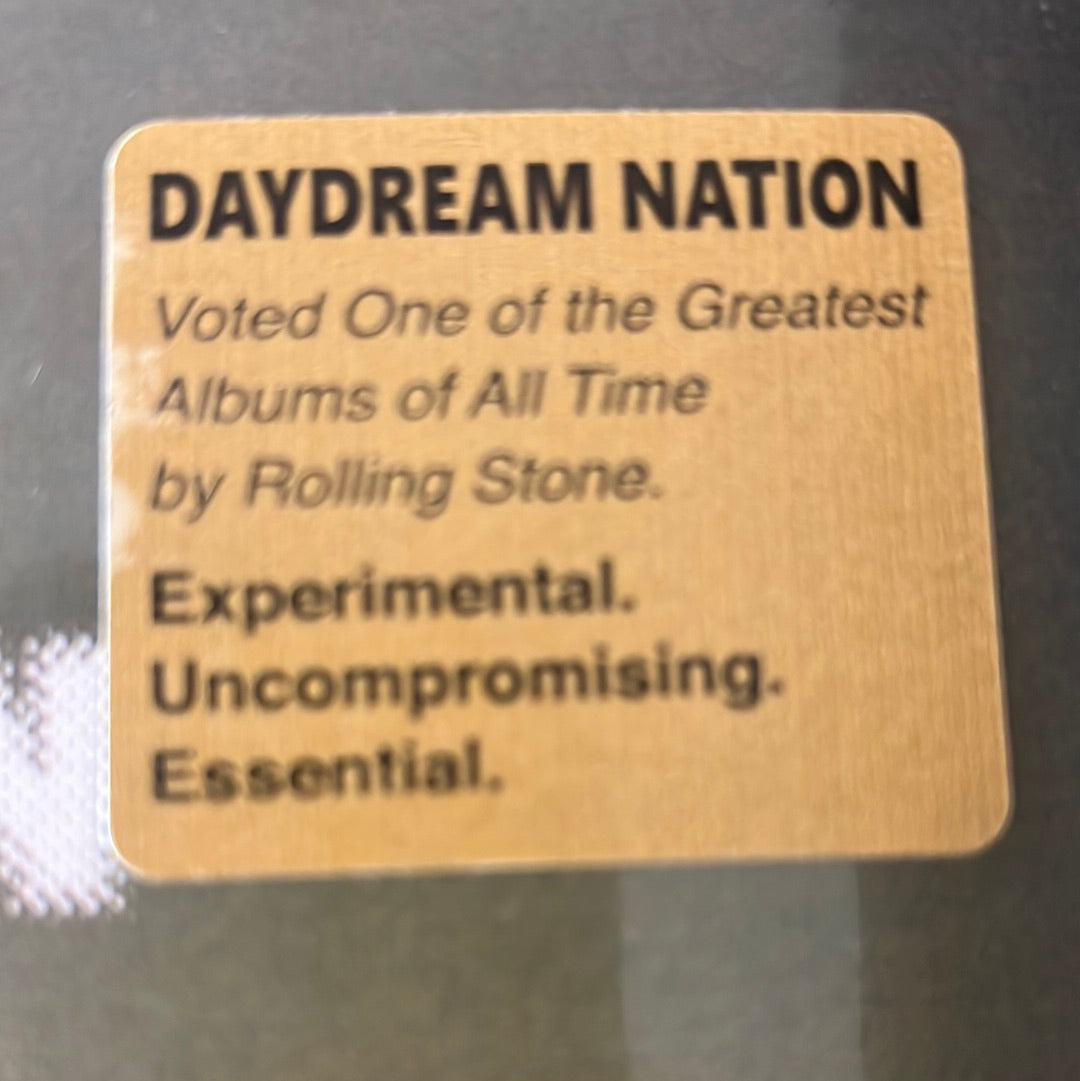 DAYDREAM NATION
Voted One of the Greatest
Albums of All Time
by Rolling Stone.
Experimental.
Uncompromising.
Essential.